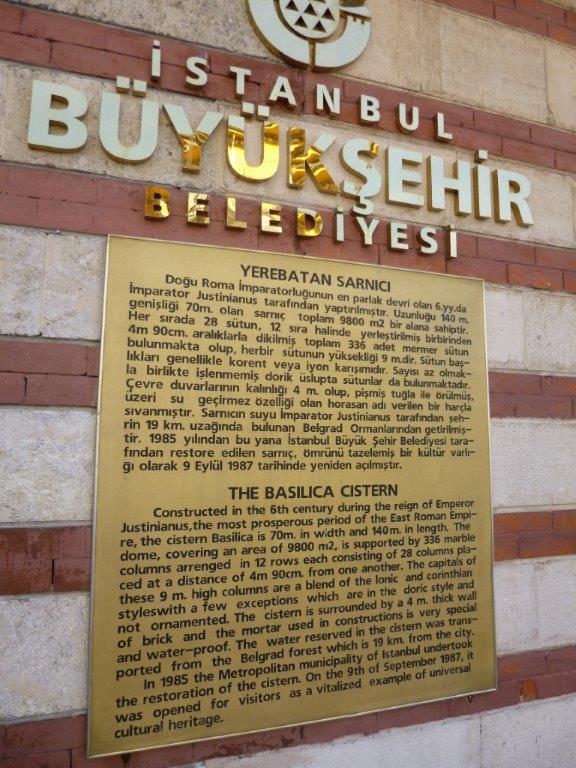 İSTANBUL
BÜYÜKŞEHİR
BELEDİYESİ
YEREBATAN SARNICI
Doğu Roma İmparatorluğunun en parlak devri olan 6.yy.da
İmparator Justinianus tarafından yaptırılmıştır. Uzunluğu 140 m.
genişliği 70m. olan sarnıç toplam 9800 m2 bir alana sahiptir.
Her sırada 28 sütun, 12 sıra halinde yerleştirilmiş birbirinden
4m 90cm. aralıklarla dikilmiş toplam 336 adet mermer sütun
bulunmakta olup, herbir sütunun yüksekliği 9 m.dir. Sütun baş-
lıkları genellikle korent veya iyon karışımıdır. Sayısı az olmak-
la birlikte işlenmemiş dorik üslupta sütunlar da bulunmaktadır.
Çevre duvarlarının kalınlığı 4 m. olup, pişmiş tuğla ile örülmüş,
üzeri su geçirmez özelliği olan horasan adı verilen bir harçla
sıvanmıştır. Sarnıcın suyu İmparator Justinianus tarafından şeh-
rin 19 km. uzağında bulunan Belgrad Ormanlarından getirilmiş-
tir. 1985 yılından bu yana İstanbul Büyük Şehir Belediyesi tara-
fından restore edilen sarnıç, ömrünü tazelemiş bir kültür varlı-
ğı olarak 9 Eylül 1987 tarihinde yeniden açılmıştır.
THE BASILICA CISTERN
Constructed in the 6th century during the reign of Emperor
Justinianus,the most prosperous period of the East Roman Empi-
re, the cistern Basilica is 70m. in width and 140m. in length. The
dome, covering an area of 9800 m2, is supported by 336 marble
columns arrenged in 12 rows each consisting of 28 columns pla-
ced at a distance of 4m 90cm. from one another. The capitals of
these 9 m. high columns are a blend of the Ionic and corinthian
styleswith a few exceptions which are in the doric style and
not ornamented. The cistern is surrounded by a 4 m. thick wall
of brick and the mortar used in constructions is very special
and water-proof. The water reserved in the cistern was trans-
ported from the Belgrad forest which is 19 km. from the city.
In 1985 the Metropolitan municipality of Istanbul undertook
the restoration of the cistern. On the 9th of September 1987, it
was opened for visitors as a vitalized example of universal
cultural heritage.